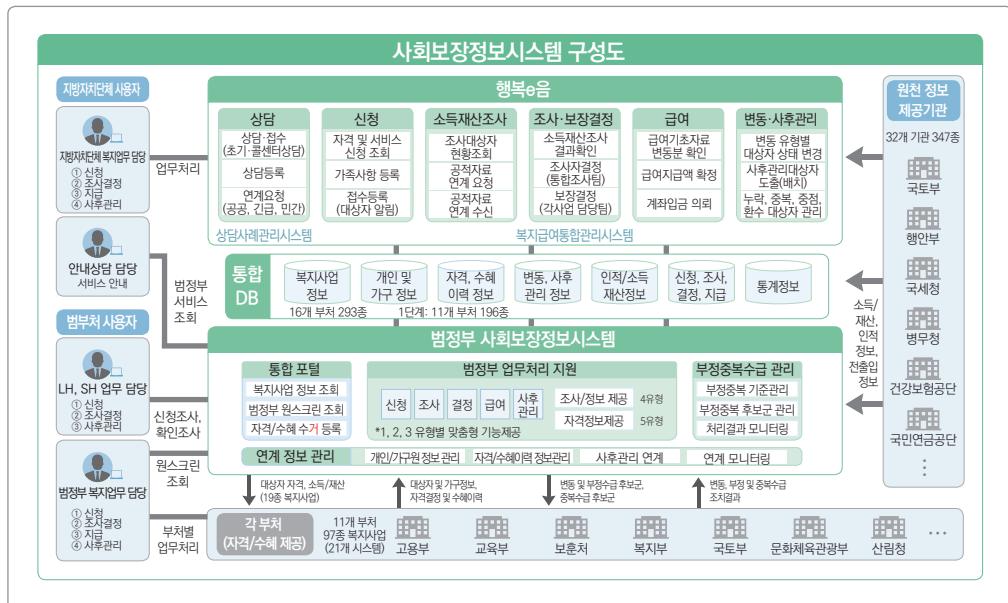 사회보장정보시스템 구성도
지방자치단체 사용자
지방자치단체 복지업무 담당
① 신청
② 조사결정
③ 지급
④ 사후관리
업무처리
안내상담 담당
서비스 안내
범정부
서비스
조회
범부처 사용자
LH, SH 업무 담당
① 신청
② 조사결정
③ 사후관리
신청조사,
확인조사
원스크린
조회
범정부 복지업무 담당
① 신청
② 조사결정
③ 지급
④ 사후관리
부처별
업무처리
행복e음
상담
상담·접수
(초기·콜센터상담)
상담등록
연계요청
(공공, 긴급, 민간)
신청
자격 및 서비스
신청 조회
가족사항 등록
접수등록
(대상자 알림)
소득재산조사
조사대상자
현황조회
공적자료
연계 요청
공적자료
연계 수신
조사·보장결정
소득재산조사
결과확인
조사자결정
(통합조사팀)
보장결정
(각사업 담당팀)
급여
급여기초자료
변동분 확인
급여지급액 확정
계좌입금 의뢰
변동·사후관리
변동 유형별
대상자 상태 변경
사후관리대상자
도출(배치)
누락, 중복, 중점,
환수 대상자 관리
상담사례관리시스템
복지급여통합관리시스템
통합
DB
복지사업
정보
개인 및
가구 정보
자격, 수혜
이력 정보
변동, 사후
관리 정보
인적/소득
재산정보
신청, 조사,
결정, 지급
통계정보
16개 부처 293종
1단계: 11개 부처 196종
범정부 사회보장정보시스템
통합 포털
복지사업 정보 조회
범정부 원스크린 조회
자격/수혜 수거 등록
범정부 업무처리 지원
신청
조사
결정
급여
사후
관리
조사/정보 제공
4유형
자격정보제공
5유형
*1, 2, 3 유형별 맞춤형 기능제공
부정중복수급 관리
부정중복 기준관리
부정중복 후보군 관리
처리결과 모니터링
연계 정보 관리
개인/가구원 정보 관리
자격/수혜이력 정보관리
사후관리 연계
연계 모니터링
대상자 자격, 소득/재산
(19종 복지사업)
대상자 및 가구정보,
자격결정 및 수혜이력
변동 및 부정수급 후보군,
중복수급 후보군
변동, 부정 및 중복수급
조치결과
각 부처
(자격/수혜 제공)
11개 부처
97종 복지사업
(21개 시스템)
고용부
교육부
보훈처
복지부
국토부
문화체육관광부
산림청
...
원천 정보
제공기관
32개 기관 347종
국토부
행안부
국세청
병무청
건강보험공단
국민연금공단
⋮
소득/
재산,
인적
정보,
전출입
정보